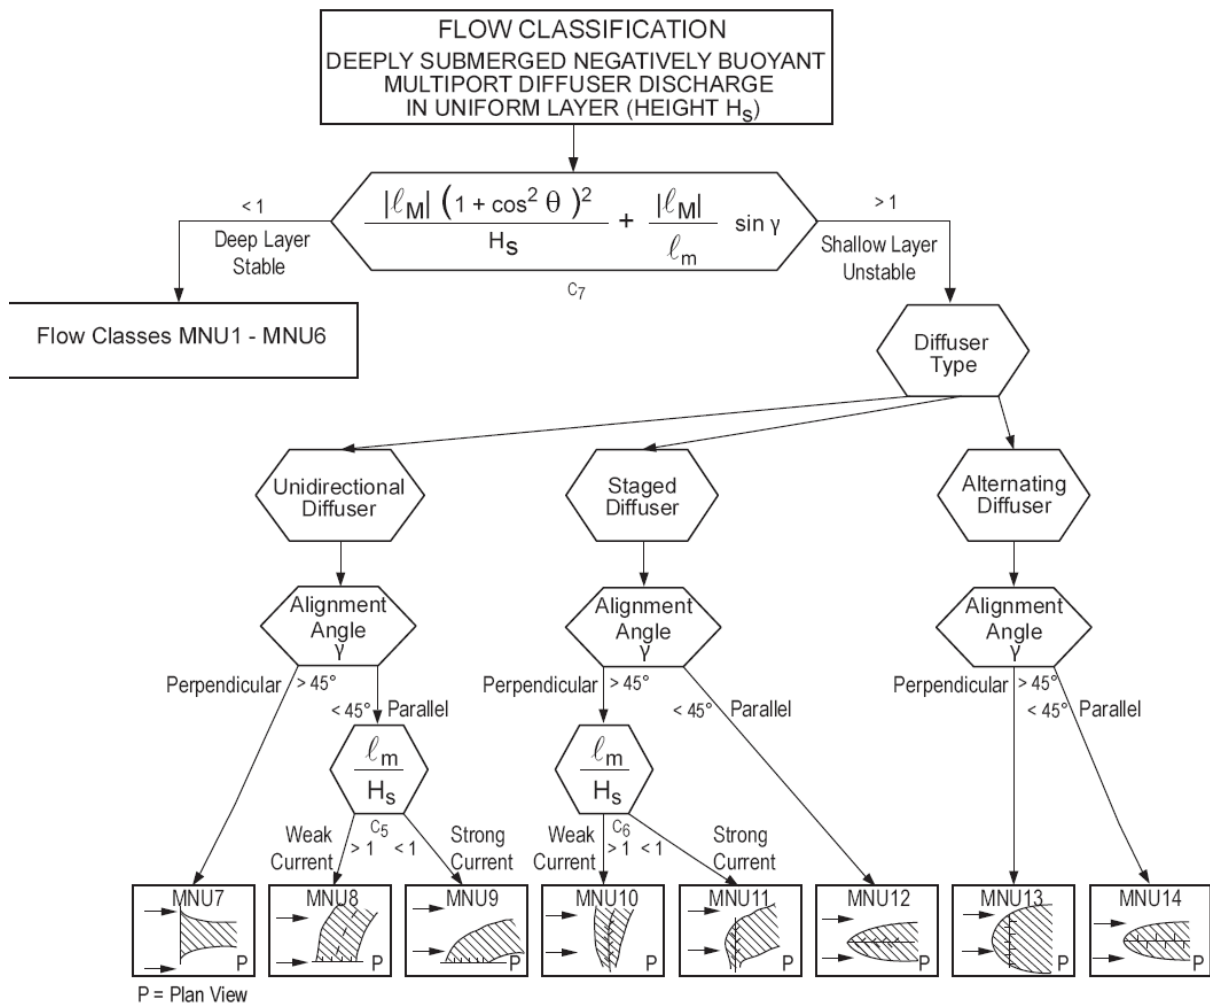 FLOW CLASSIFICATION
DEEPLY SUBMERGED NEGATIVELY BUOYANT
MULTIPORT DIFFUSER DISCHARGE
IN UNIFORM LAYER (HEIGHT Hs)
< 1
Deep Layer
Stable
|ℓM| (1 + cos² θ )² / Hs + |ℓM| / ℓm sin γ
> 1
Shallow Layer
Unstable
C7
Flow Classes MNU1 - MNU6
Diffuser
Type
Unidirectional
Diffuser
Staged
Diffuser
Alternating
Diffuser
Alignment
Angle
γ
Alignment
Angle
γ
Alignment
Angle
γ
Perpendicular > 45°
< 45° Parallel
Perpendicular > 45°
< 45° Parallel
Perpendicular > 45°
< 45° Parallel
ℓm
Hs
ℓm
Hs
C5
Weak
Current > 1
< 1 Strong
Current
C6
Weak
Current > 1
< 1 Strong
Current
MNU7
P
MNU8
P
MNU9
P
MNU10
P
MNU11
P
MNU12
P
MNU13
P
MNU14
P
P = Plan View